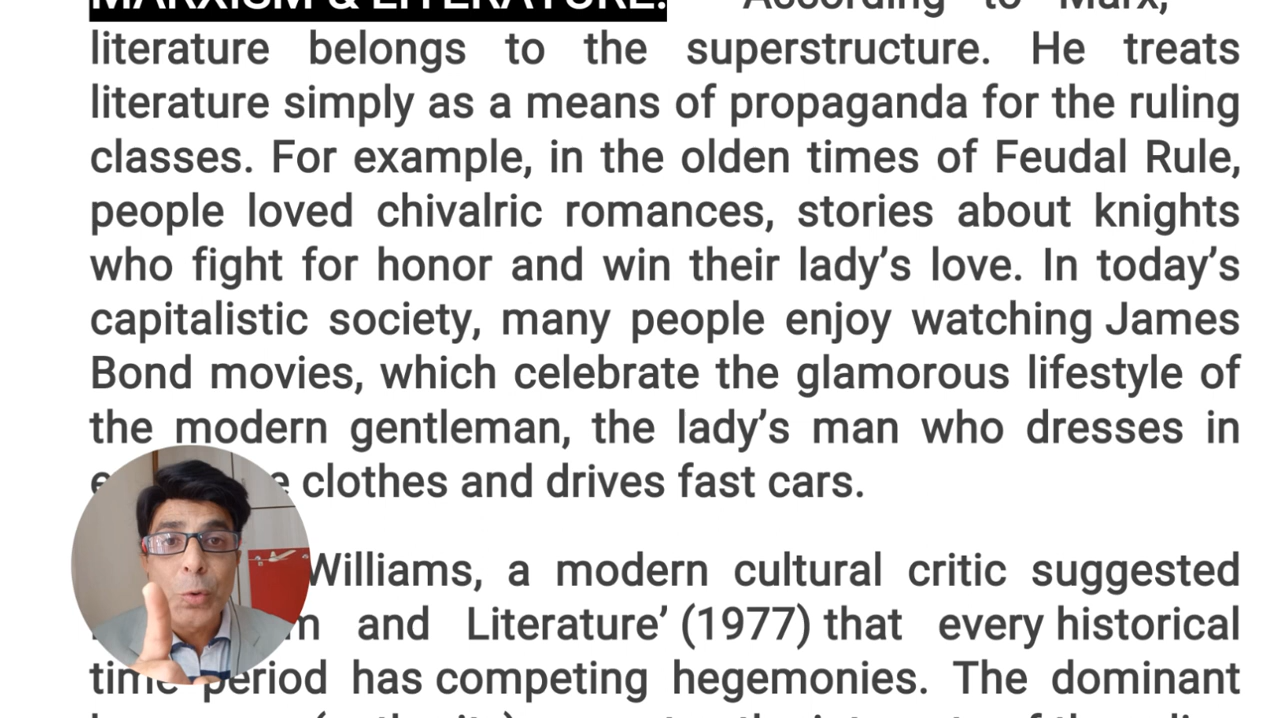 MARXISM & LITERATURE: According to Marx,
literature belongs to the superstructure. He treats
literature simply as a means of propaganda for the ruling
classes. For example, in the olden times of Feudal Rule,
people loved chivalric romances, stories about knights
who fight for honor and win their lady’s love. In today’s
capitalistic society, many people enjoy watching James
Bond movies, which celebrate the glamorous lifestyle of
the modern gentleman, the lady’s man who dresses in
clothes and drives fast cars.
Williams, a modern cultural critic suggested
and Literature’ (1977) that every historical
time period has competing hegemonies. The dominant